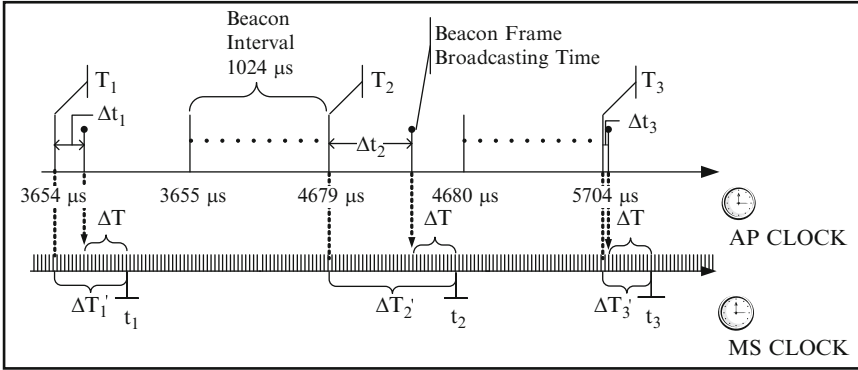 Beacon
Interval
1024 μs
Beacon Frame
Broadcasting Time
T1
T2
T3
Δt1
Δt2
Δt3
3654 μs
3655 μs
4679 μs
4680 μs
5704 μs
ΔT
ΔT
ΔT
AP CLOCK
ΔT1'
ΔT2'
ΔT3'
t1
t2
t3
MS CLOCK